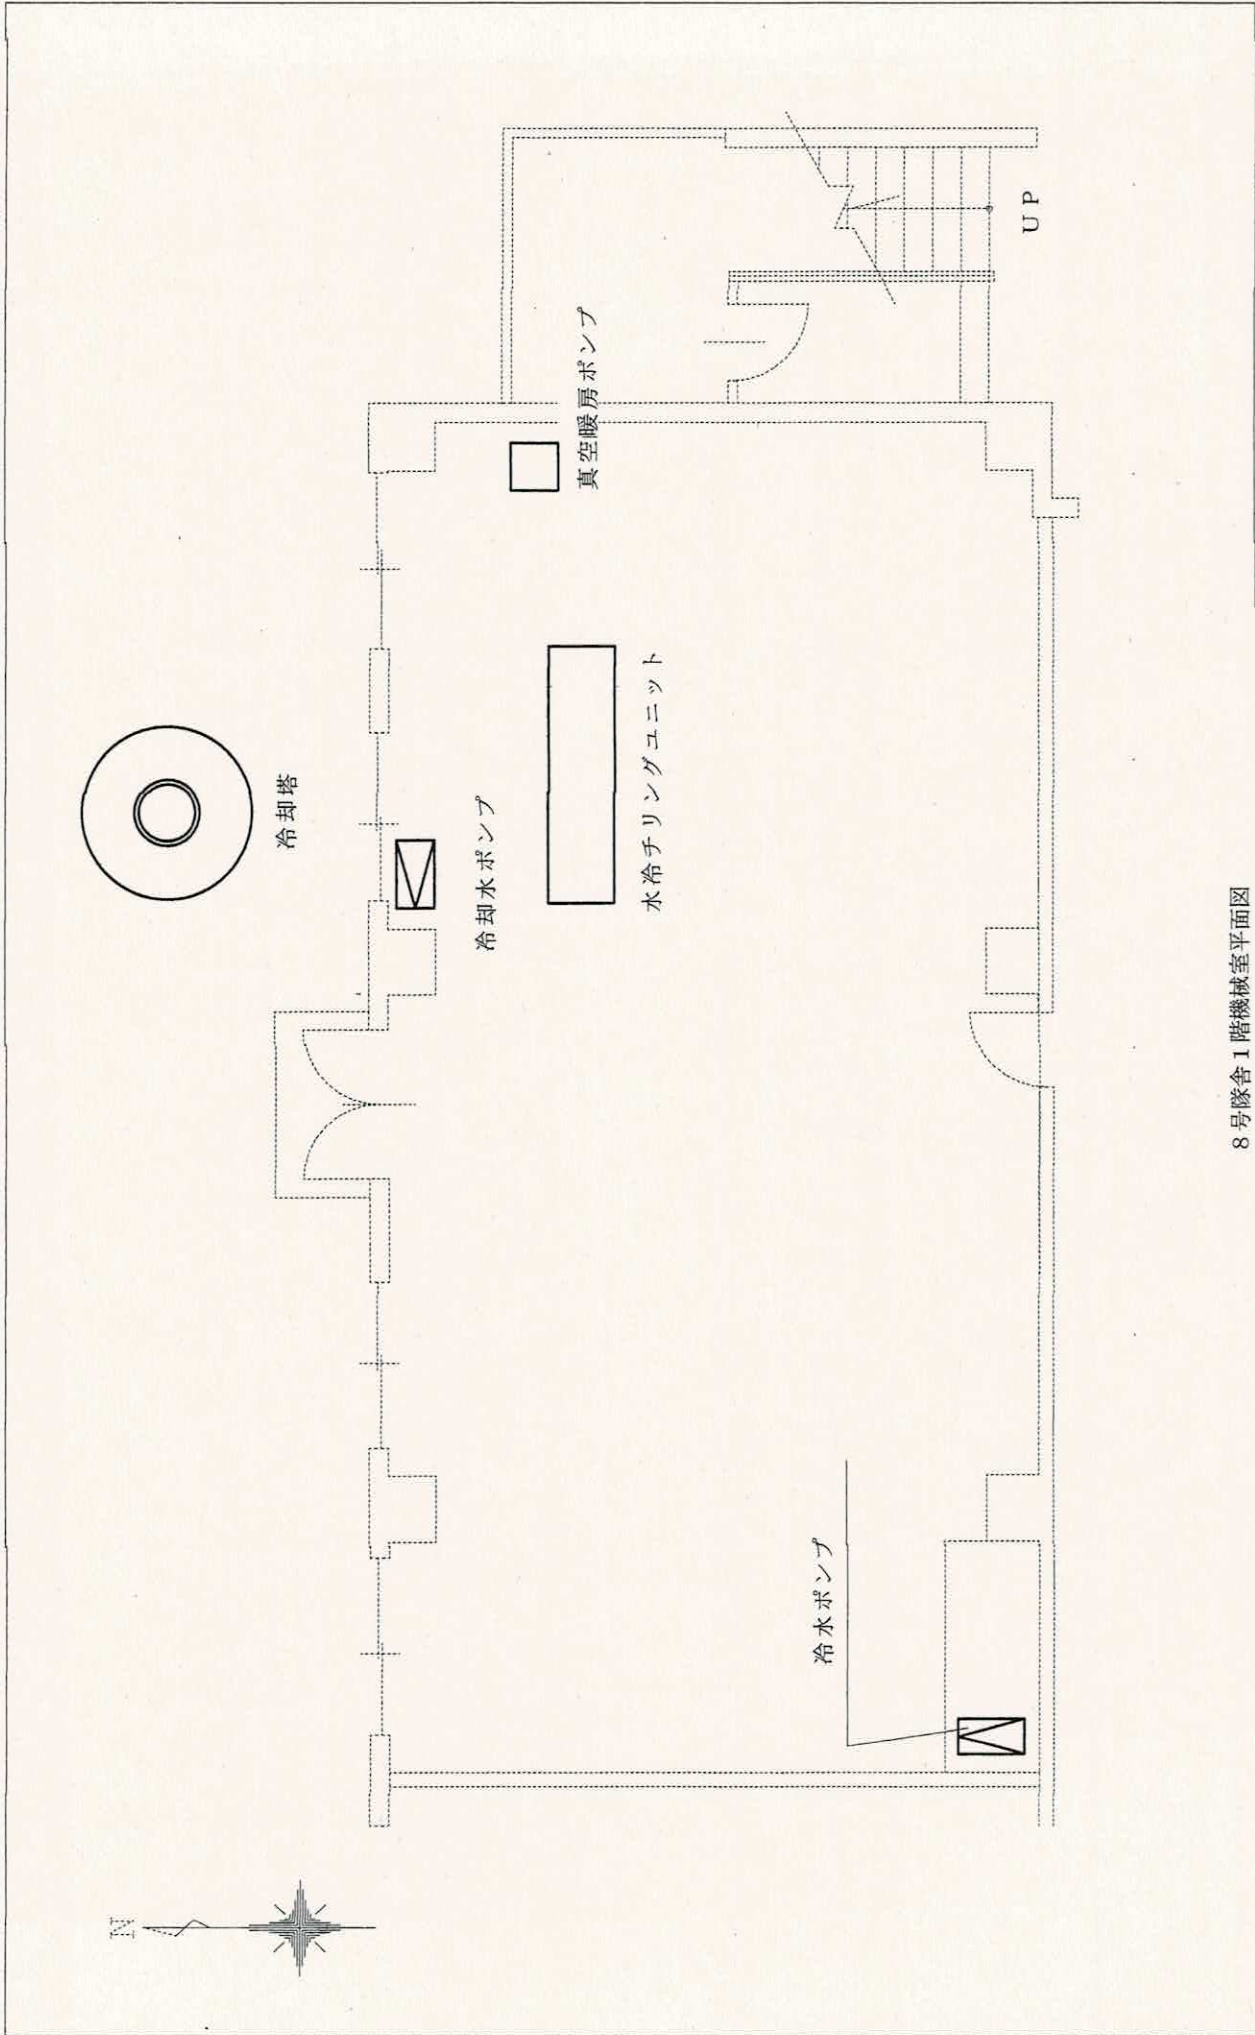 N
冷却塔
冷却水ポンプ
水冷チリングユニット
真空暖房ポンプ
冷水ポンプ
UP
8号隊舎1階機械室平面図